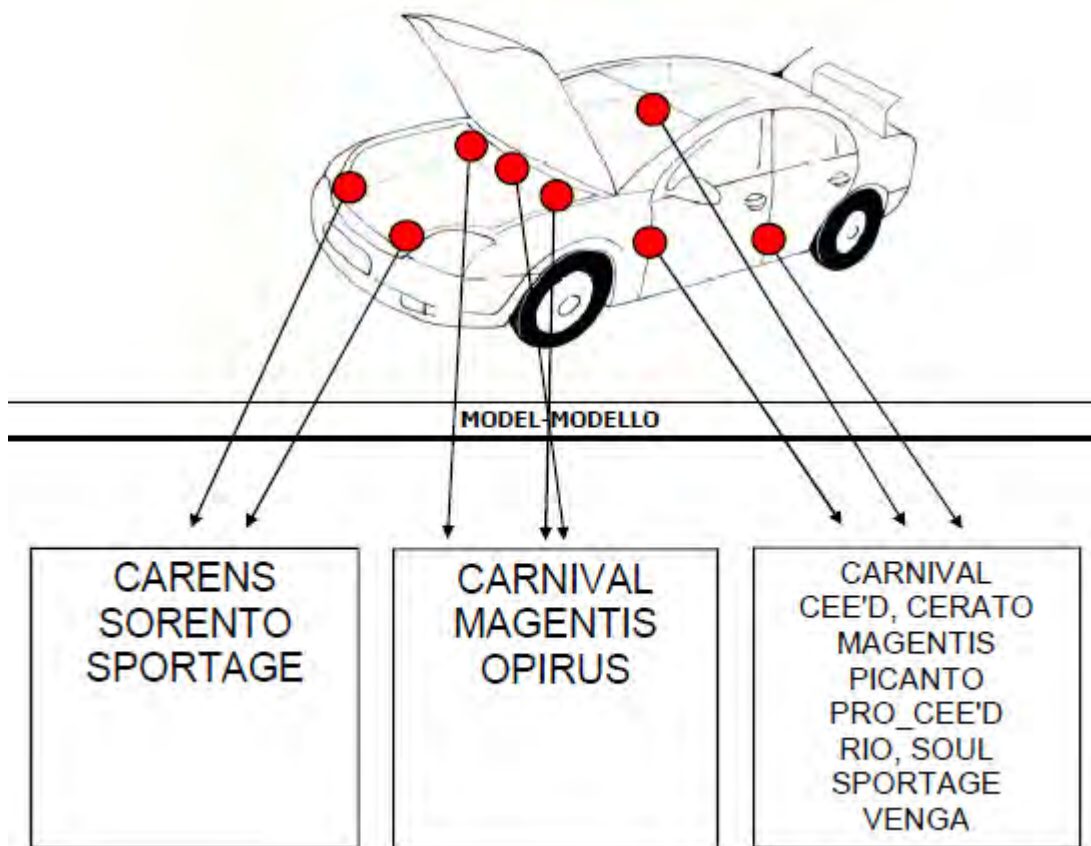 MODEL-MODELLO
CARENS
SORENTO
SPORTAGE
CARNIVAL
MAGENTIS
OPIRUS
CARNIVAL
CEE'D, CERATO
MAGENTIS
PICANTO
PRO_CEE'D
RIO, SOUL
SPORTAGE
VENGA